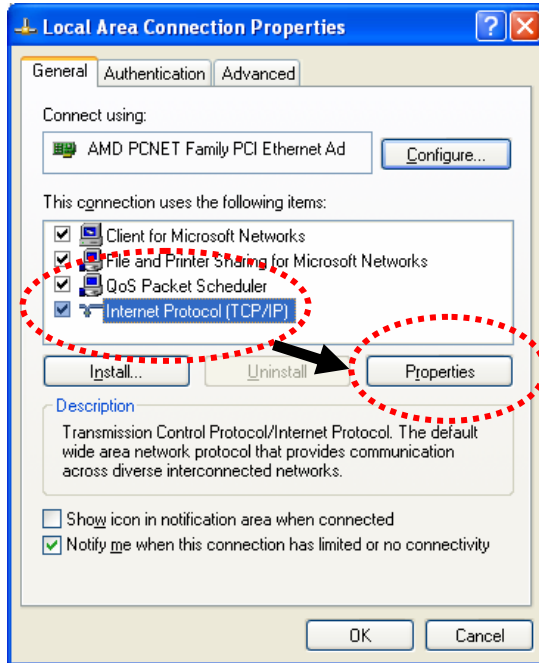 Local Area Connection Properties
General Authentication Advanced
Connect using:
AMD PCNET Family PCI Ethernet Ad
Configure...
This connection uses the following items:
Client for Microsoft Networks
File and Printer Sharing for Microsoft Networks
QoS Packet Scheduler
Internet Protocol (TCP/IP)
Install... Uninstall Properties
Description
Transmission Control Protocol/Internet Protocol. The default
wide area network protocol that provides communication
across diverse interconnected networks.
Show icon in notification area when connected
Notify me when this connection has limited or no connectivity
OK Cancel